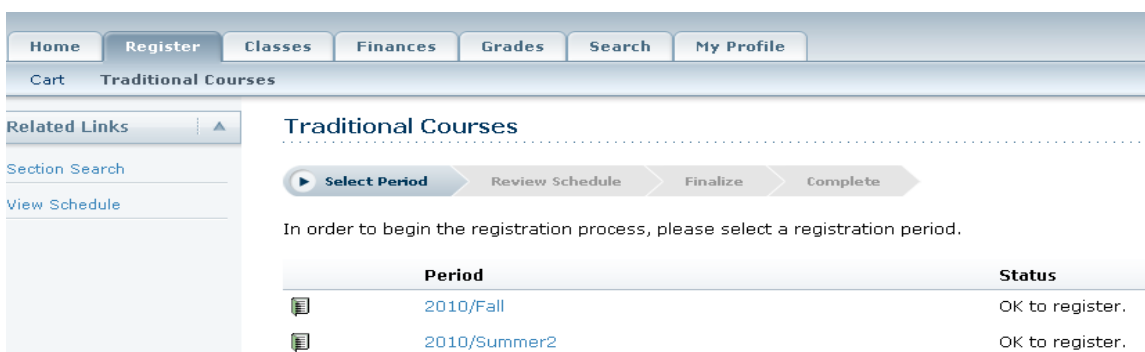 Home Register Classes Finances Grades Search My Profile
Cart Traditional Courses
Related Links
Section Search
View Schedule
Traditional Courses
Select Period Review Schedule Finalize Complete
In order to begin the registration process, please select a registration period.
Period Status
2010/Fall OK to register.
2010/Summer2 OK to register.